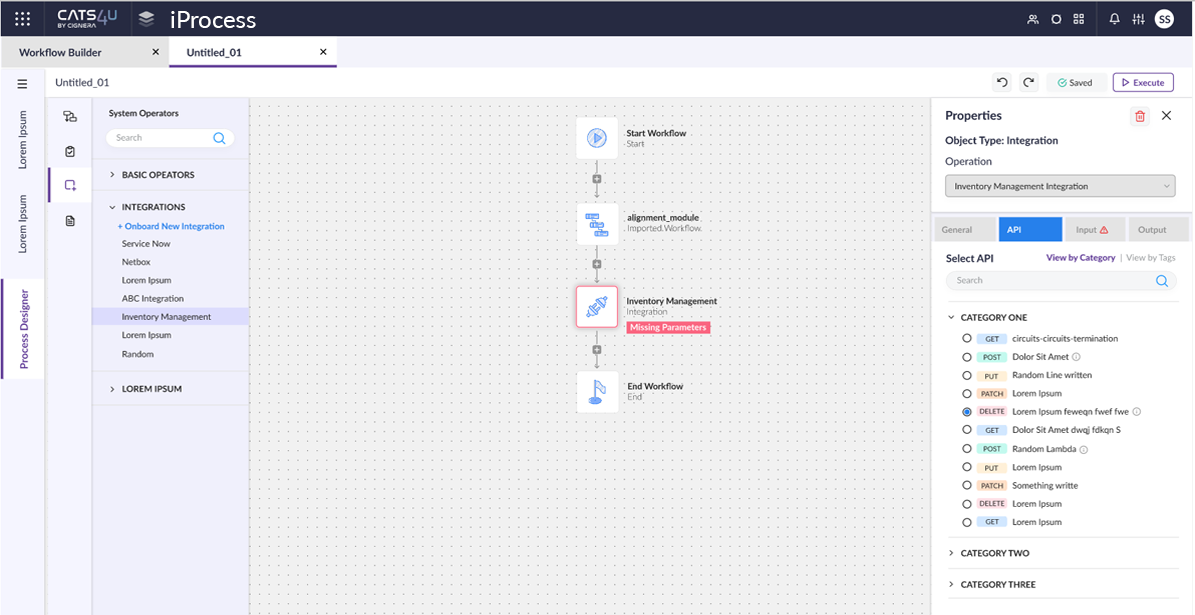 CATS4U
BY CIGNERA
iProcess
SS
Workflow Builder
Untitled_01
Untitled_01
Saved
Execute
Lorem Ipsum
Lorem Ipsum
Process Designer
System Operators
Search
BASIC OPEATORS
INTEGRATIONS
+ Onboard New Integration
Service Now
Netbox
Lorem Ipsum
ABC Integration
Inventory Management
Lorem Ipsum
Random
LOREM IPSUM
Start Workflow
Start
alignment_module
Imported.Workflow.
Inventory Management
Integration
Missing Parameters
End Workflow
End
Properties
Object Type: Integration
Operation
Inventory Management Integration
General API Input Output
Select API View by Category | View by Tags
Search
CATEGORY ONE
GET circuits-circuits-termination
POST Dolor Sit Amet
PUT Random Line written
PATCH Lorem Ipsum
DELETE Lorem Ipsum feweqn fwef fwe
GET Dolor Sit Amet dwqj fdkqn S
POST Random Lambda
PUT Lorem Ipsum
PATCH Something writte
DELETE Lorem Ipsum
GET Lorem Ipsum
CATEGORY TWO
CATEGORY THREE